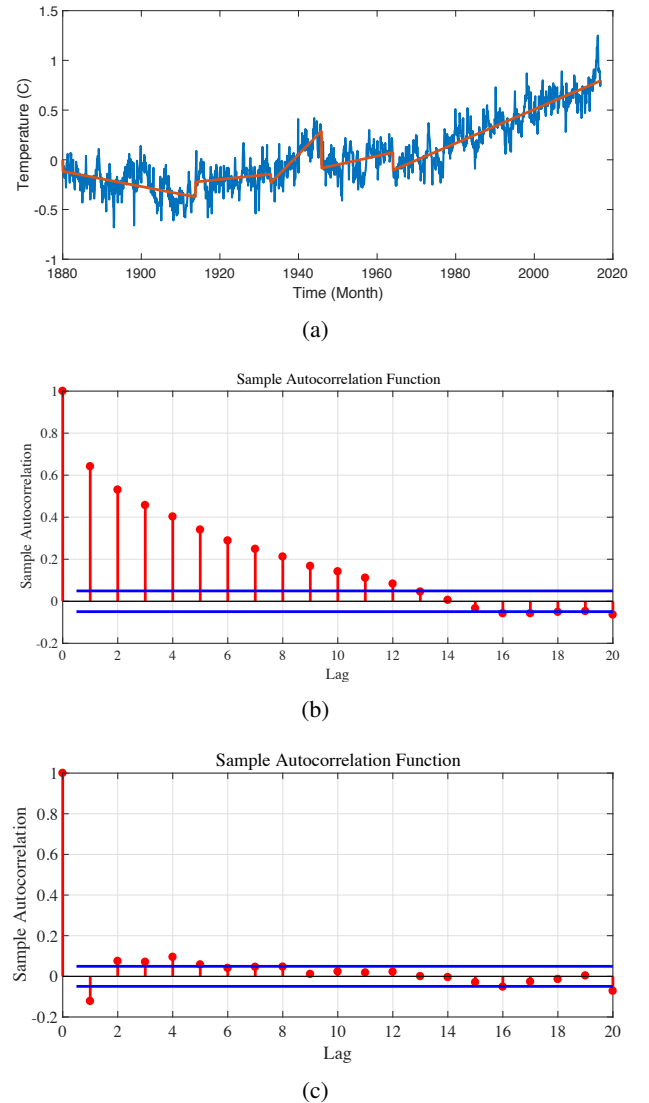 1.5
1
0.5
0
-0.5
-1
Temperature (C)
1880 1900 1920 1940 1960 1980 2000 2020
Time (Month)
(a)
Sample Autocorrelation Function
1
0.8
0.6
0.4
0.2
0
-0.2
Sample Autocorrelation
0 2 4 6 8 10 12 14 16 18 20
Lag
(b)
Sample Autocorrelation Function
1
0.8
0.6
0.4
0.2
0
-0.2
Sample Autocorrelation
0 2 4 6 8 10 12 14 16 18 20
Lag
(c)